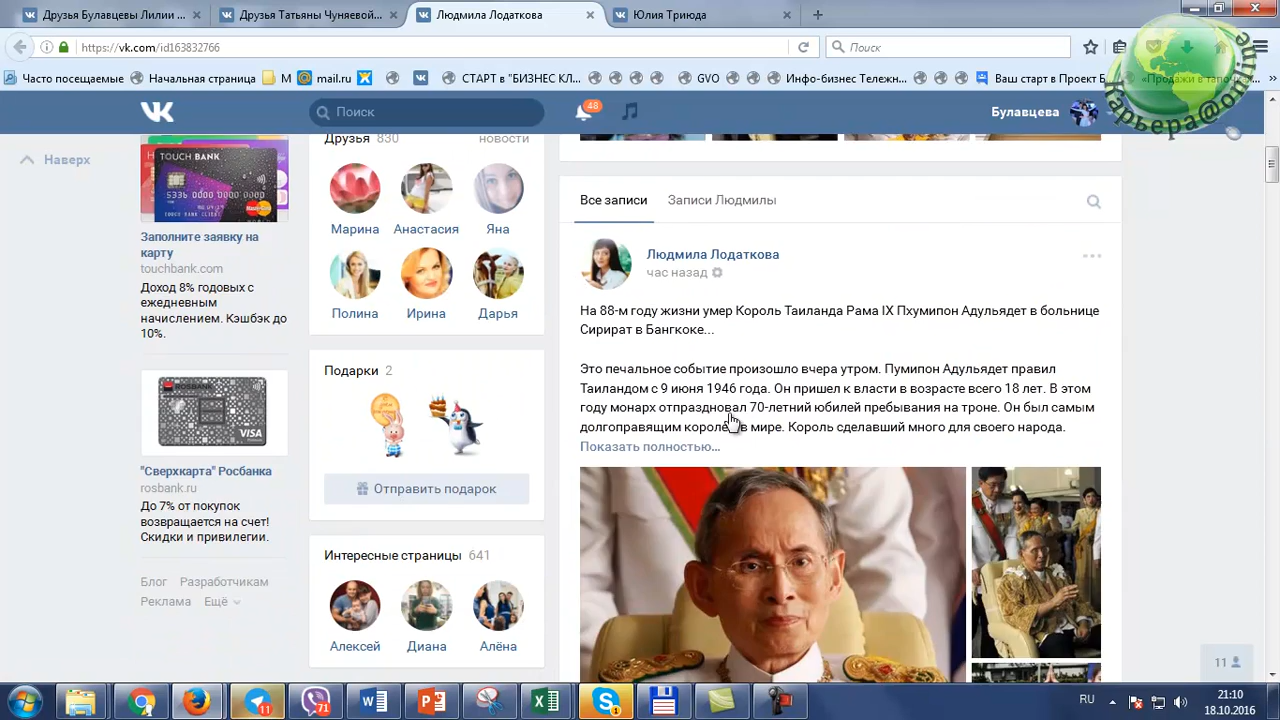 Друзья Булавцевы Лилии ...
Друзья Татьяны Чуняевой...
Людмила Лодаткова
Юлия Триюда
https://vk.com/id163832766
Поиск
Часто посещаемые
Начальная страница
М
mail.ru
СТАРТ в "БИЗНЕС КЛ...
GVO
Инфо-бизнес Тележн...
Ваш старт в Проект Б
«Продажи в тапочка...
Карьера@online
Поиск
48
Булавцева
Наверх
TOUCH BANK
Заполните заявку на
карту
touchbank.com
Доход 8% годовых с
ежедневным
начислением. Кэшбэк до
10%.
ROSBANK
VISA
"Сверхкарта" Росбанка
rosbank.ru
До 7% от покупок
возвращается на счет!
Скидки и привилегии.
Блог Разработчикам
Реклама Ещё
Друзья 830
новости
Марина Анастасия Яна
Полина Ирина Дарья
Подарки 2
Отправить подарок
Интересные страницы 641
Алексей Диана Алёна
Все записи Записи Людмилы
Людмила Лодаткова
час назад
На 88-м году жизни умер Король Таиланда Рама IX Пхумипон Адульядет в больнице
Сирират в Бангкоке...
Это печальное событие произошло вчера утром. Пумипон Адульядет правил
Таиландом с 9 июня 1946 года. Он пришел к власти в возрасте всего 18 лет. В этом
году монарх отпраздновал 70-летний юбилей пребывания на троне. Он был самым
долгоправящим королем в мире. Король сделавший много для своего народа.
Показать полностью...
11
11
71
1
RU
21:10
18.10.2016